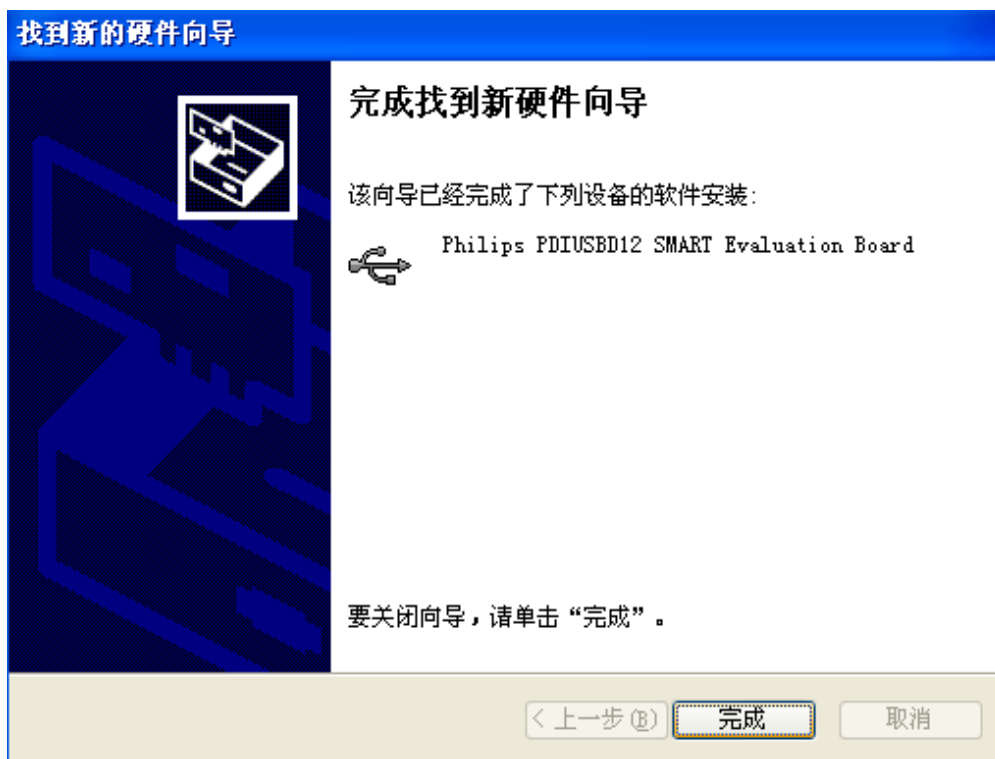 找到新的硬件向导
完成找到新硬件向导
该向导已经完成了下列设备的软件安装:
Philips PDIUSBD12 SMART Evaluation Board
要关闭向导，请单击“完成”。
< 上一步(B)
完成
取消